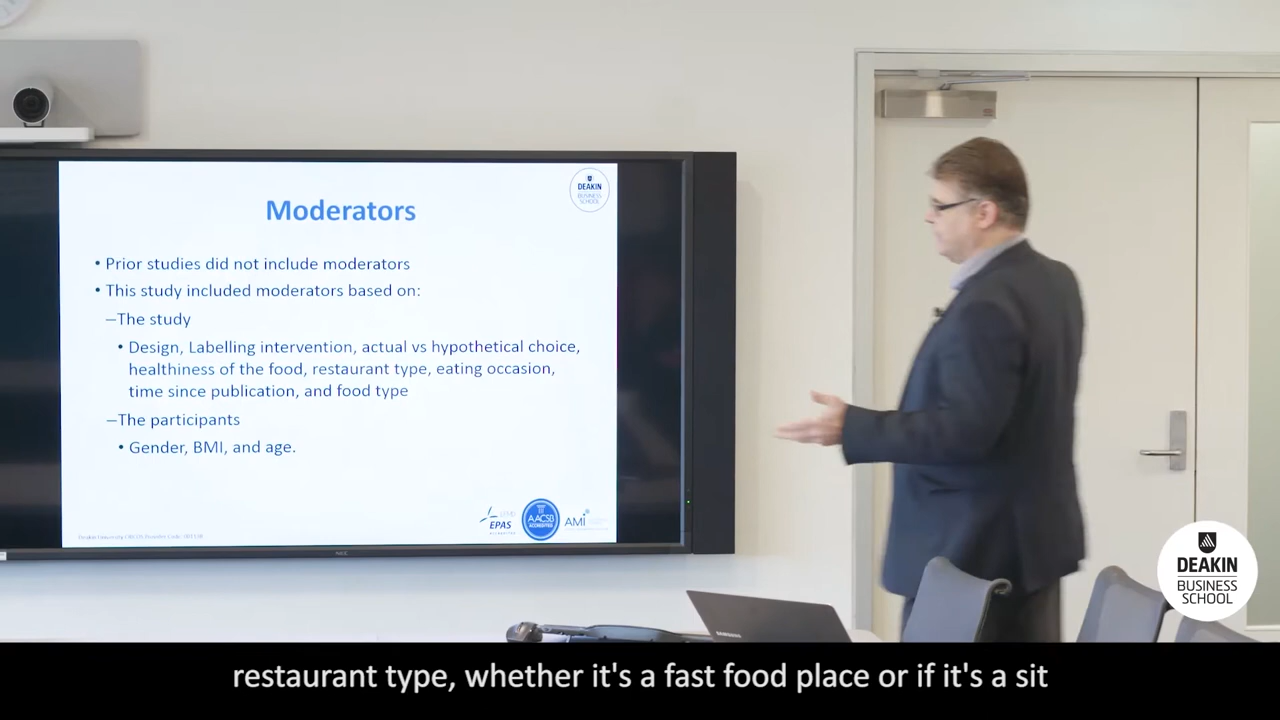 DEAKIN
BUSINESS
SCHOOL
Moderators
• Prior studies did not include moderators
• This study included moderators based on:
–The study
• Design, Labelling intervention, actual vs hypothetical choice,
healthiness of the food, restaurant type, eating occasion,
time since publication, and food type
–The participants
• Gender, BMI, and age.
EPAS
AACSB
ACCREDITED
AMI
NEC
SAMSUNG
DEAKIN
BUSINESS
SCHOOL
restaurant type, whether it's a fast food place or if it's a sit